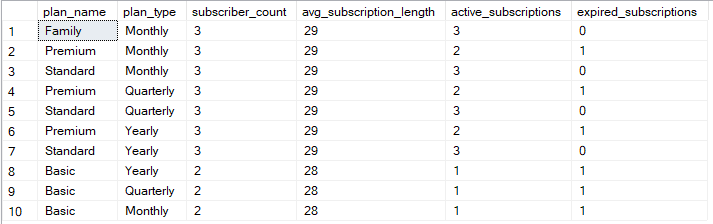 plan_name plan_type subscriber_count avg_subscription_length active_subscriptions expired_subscriptions
1 Family Monthly 3 29 3 0
2 Premium Monthly 3 29 2 1
3 Standard Monthly 3 29 3 0
4 Premium Quarterly 3 29 2 1
5 Standard Quarterly 3 29 3 0
6 Premium Yearly 3 29 2 1
7 Standard Yearly 3 29 3 0
8 Basic Yearly 2 28 1 1
9 Basic Quarterly 2 28 1 1
10 Basic Monthly 2 28 1 1